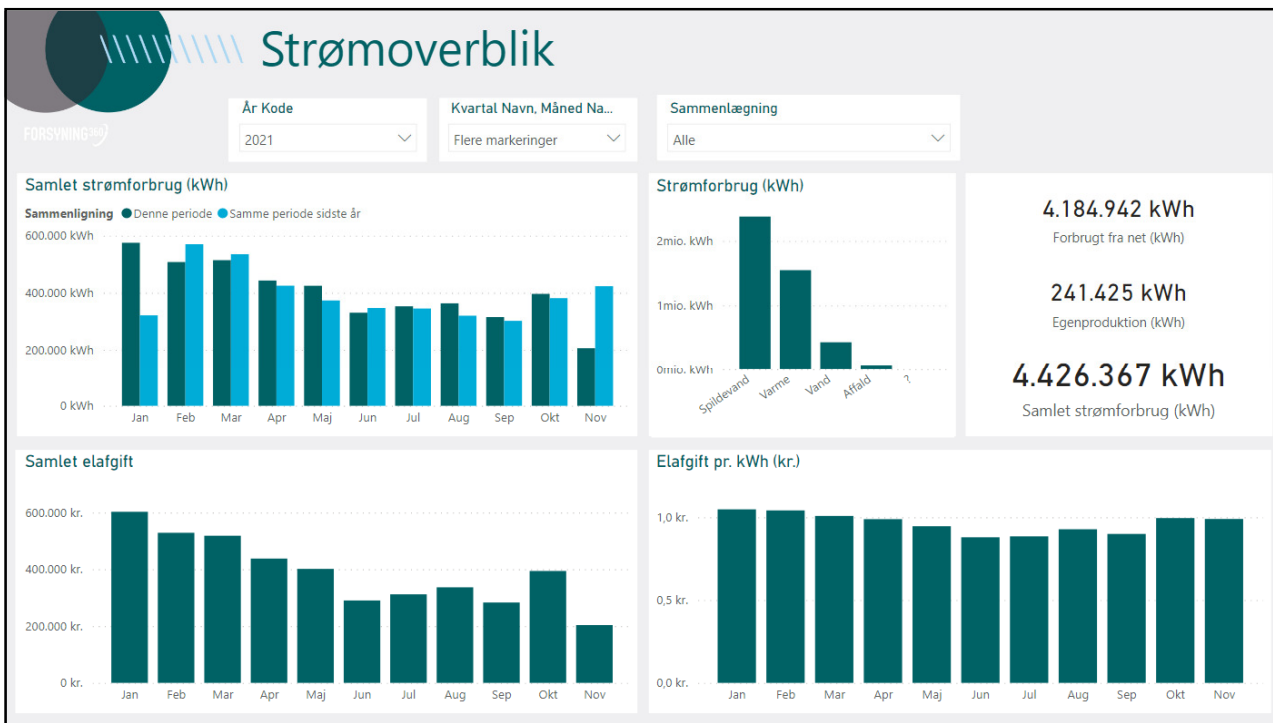 Strømoverblik
FORSYNING360
År Kode
2021
Kvartal Navn, Måned Na...
Flere markeringer
Sammenlægning
Alle
Samlet strømforbrug (kWh)
Sammenligning Denne periode Samme periode sidste år
600.000 kWh
400.000 kWh
200.000 kWh
0 kWh
Jan Feb Mar Apr Maj Jun Jul Aug Sep Okt Nov
Strømforbrug (kWh)
2mio. kWh
1mio. kWh
0mio. kWh
Spildevand Varme Vand Affald ?
4.184.942 kWh
Forbrugt fra net (kWh)
241.425 kWh
Egenproduktion (kWh)
4.426.367 kWh
Samlet strømforbrug (kWh)
Samlet elafgift
600.000 kr.
400.000 kr.
200.000 kr.
0 kr.
Jan Feb Mar Apr Maj Jun Jul Aug Sep Okt Nov
Elafgift pr. kWh (kr.)
1,0 kr.
0,5 kr.
0,0 kr.
Jan Feb Mar Apr Maj Jun Jul Aug Sep Okt Nov